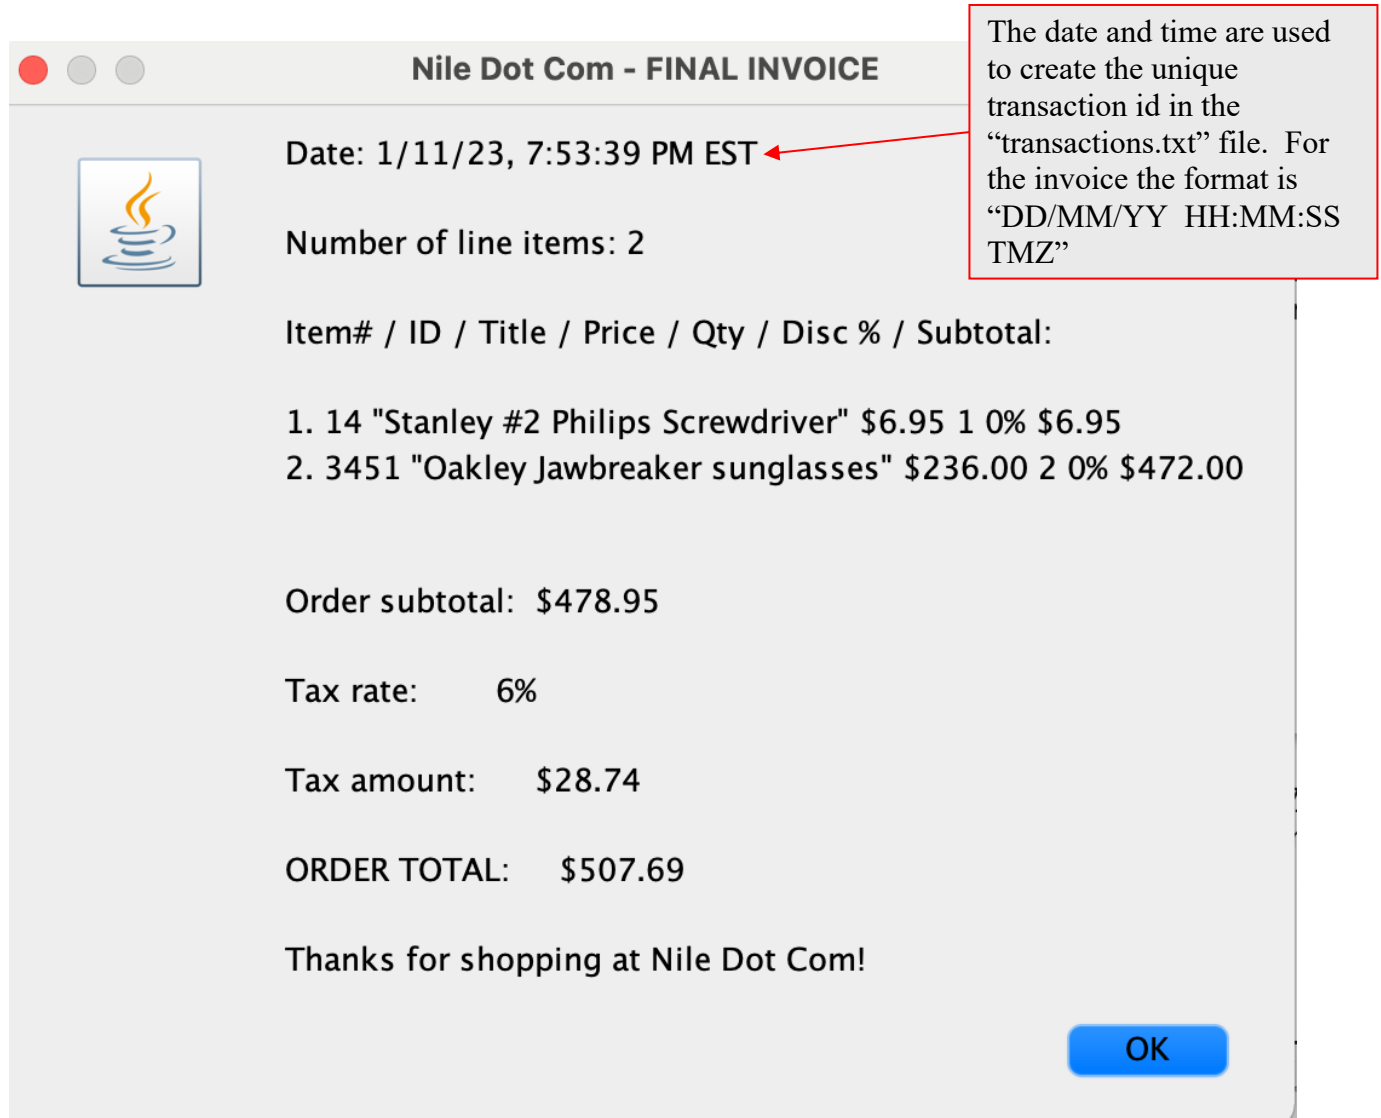 Nile Dot Com - FINAL INVOICE
The date and time are used
to create the unique
transaction id in the
“transactions.txt” file.  For
the invoice the format is
“DD/MM/YY  HH:MM:SS
TMZ”
Date: 1/11/23, 7:53:39 PM EST
Number of line items: 2
Item# / ID / Title / Price / Qty / Disc % / Subtotal:
1. 14 "Stanley #2 Philips Screwdriver" $6.95 1 0% $6.95
2. 3451 "Oakley Jawbreaker sunglasses" $236.00 2 0% $472.00
Order subtotal:  $478.95
Tax rate:  6%
Tax amount:  $28.74
ORDER TOTAL:  $507.69
Thanks for shopping at Nile Dot Com!
OK